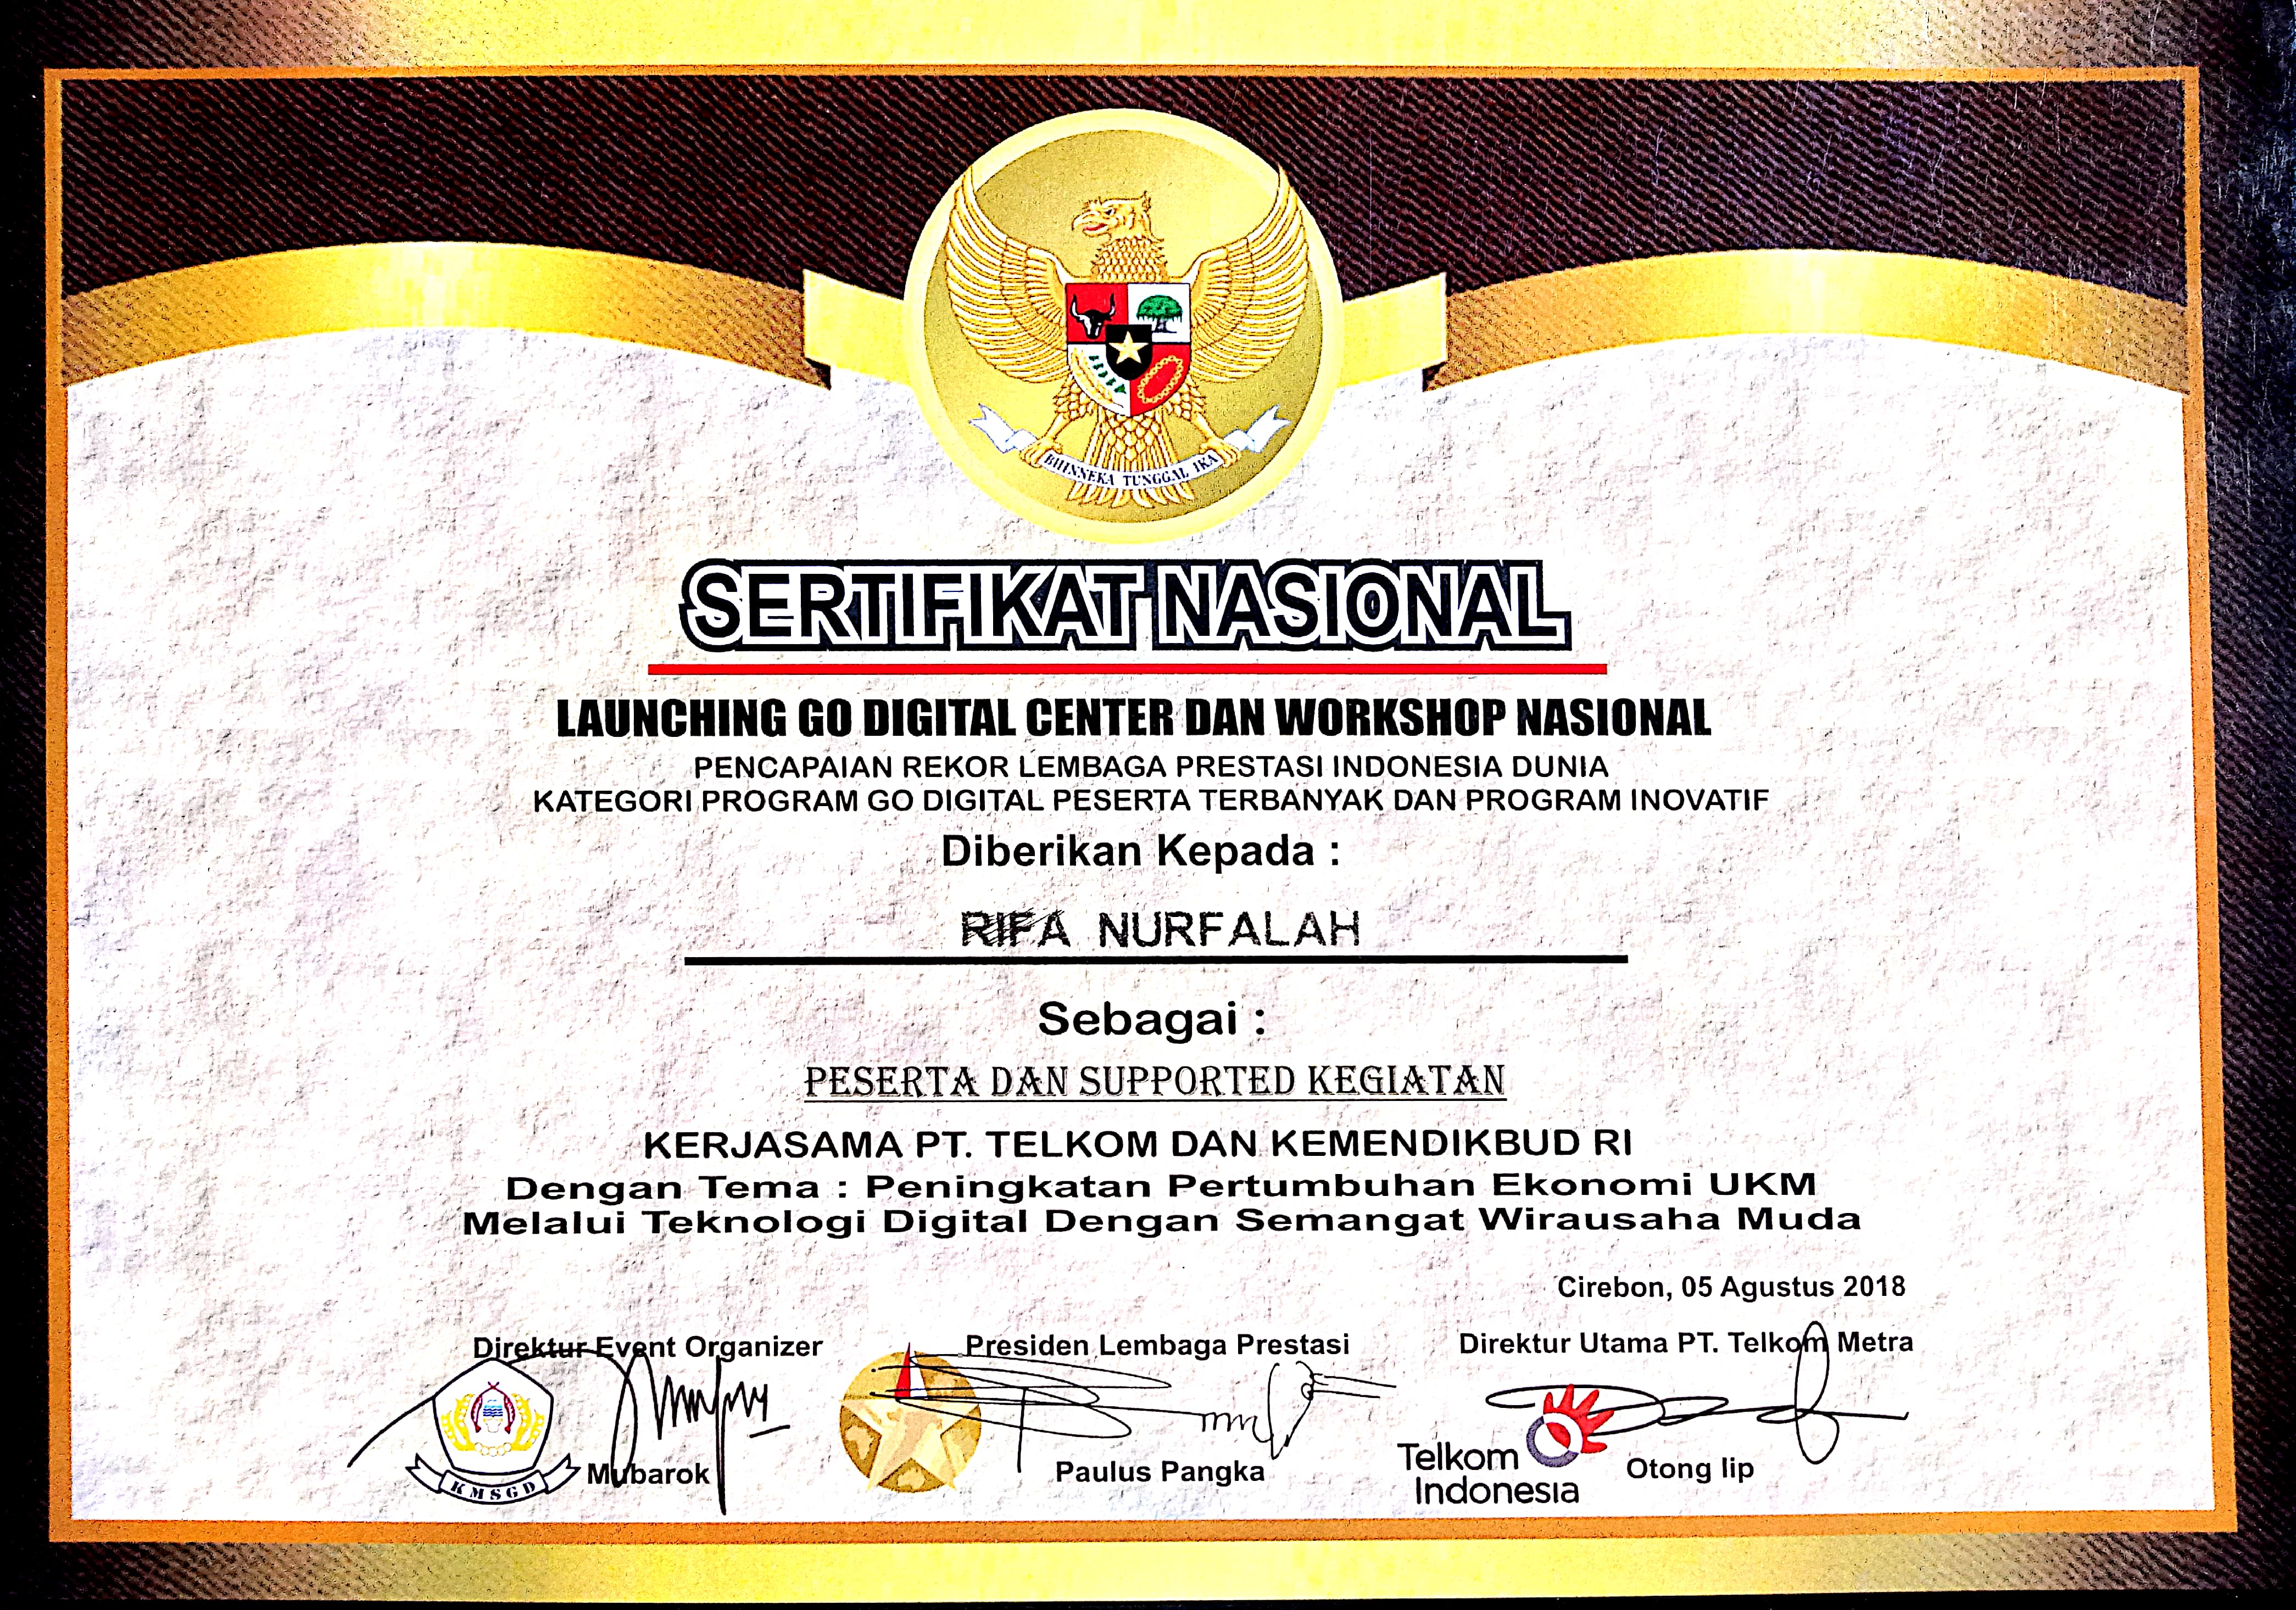 BHINNEKA TUNGGAL IKA
SERTIFIKAT NASIONAL
LAUNCHING GO DIGITAL CENTER DAN WORKSHOP NASIONAL
PENCAPAIAN REKOR LEMBAGA PRESTASI INDONESIA DUNIA
KATEGORI PROGRAM GO DIGITAL PESERTA TERBANYAK DAN PROGRAM INOVATIF
Diberikan Kepada :
RIFA NURFALAH
Sebagai :
PESERTA DAN SUPPORTED KEGIATAN
KERJASAMA PT. TELKOM DAN KEMENDIKBUD RI
Dengan Tema : Peningkatan Pertumbuhan Ekonomi UKM
Melalui Teknologi Digital Dengan Semangat Wirausaha Muda
Cirebon, 05 Agustus 2018
Direktur Event Organizer
Mubarok
KMSGD
Presiden Lembaga Prestasi
Paulus Pangka
Direktur Utama PT. Telkom Metra
Telkom
Indonesia
Otong Iip